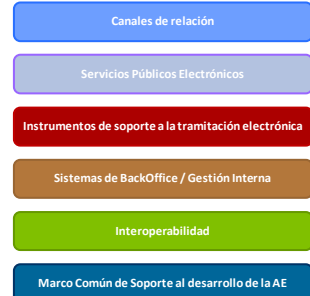 Canales de relación
Servicios Públicos Electrónicos
Instrumentos de soporte a la tramitación electrónica
Sistemas de BackOffice / Gestión Interna
Interoperabilidad
Marco Común de Soporte al desarrollo de la AE